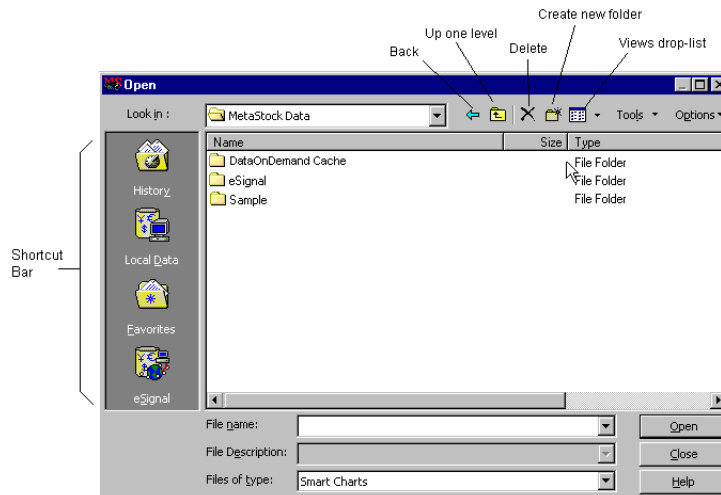 Create new folder
Up one level
Views drop-list
Back
Delete
MS Open
Look in :
MetaStock Data
Tools
Options
Name Size Type
DataOnDemand Cache File Folder
eSignal File Folder
Sample File Folder
History
Local Data
Favorites
eSignal
Shortcut
Bar
File name:
Open
File Description:
Close
Files of type: Smart Charts
Help